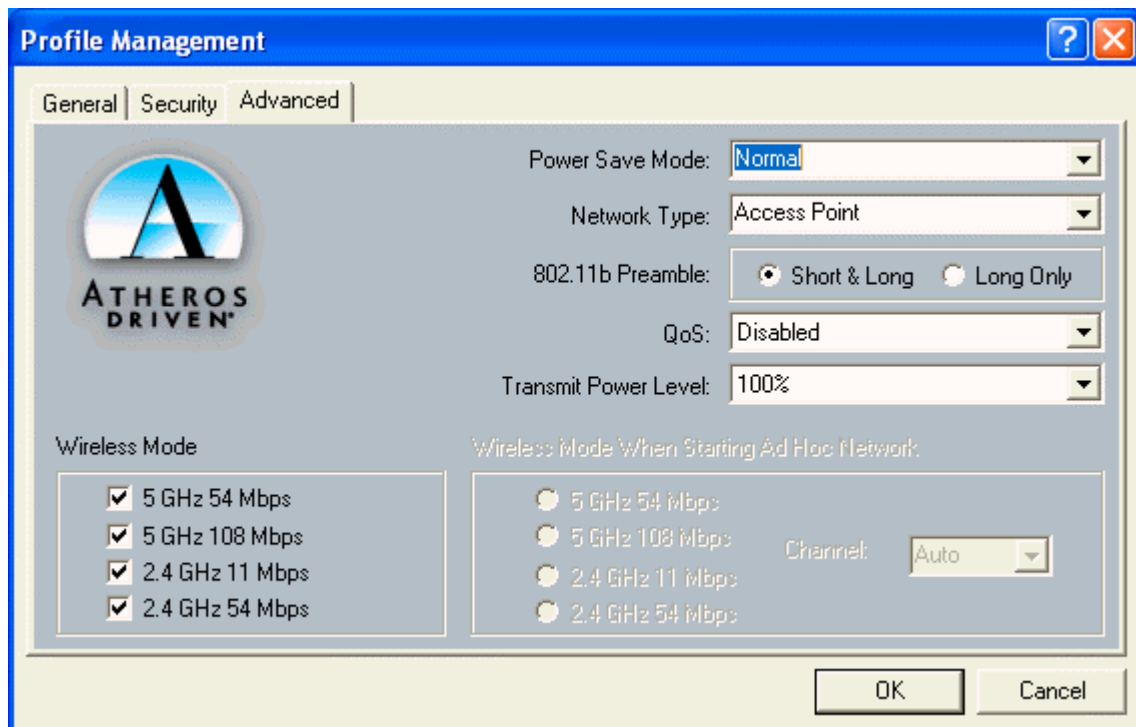 Profile Management
General Security Advanced
ATHEROS
DRIVEN®
Power Save Mode: Normal
Network Type: Access Point
802.11b Preamble: Short & Long Long Only
QoS: Disabled
Transmit Power Level: 100%
Wireless Mode
5 GHz 54 Mbps
5 GHz 108 Mbps
2.4 GHz 11 Mbps
2.4 GHz 54 Mbps
Wireless Mode When Starting Ad Hoc Network
5 GHz 54 Mbps
5 GHz 108 Mbps
2.4 GHz 11 Mbps
2.4 GHz 54 Mbps
Channel: Auto
OK Cancel